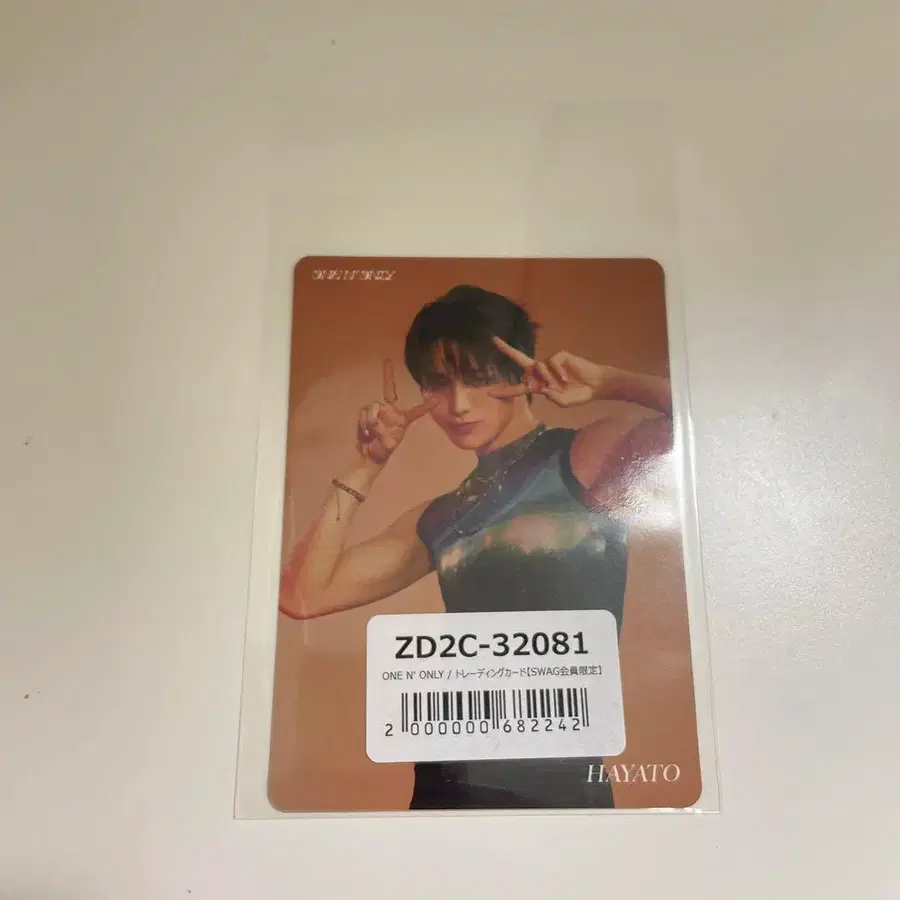 ONE N' ONLY
ZD2C-32081
ONE N' ONLY / トレーディングカード【SWAG会員限定】
2 000000 682242
HAYATO